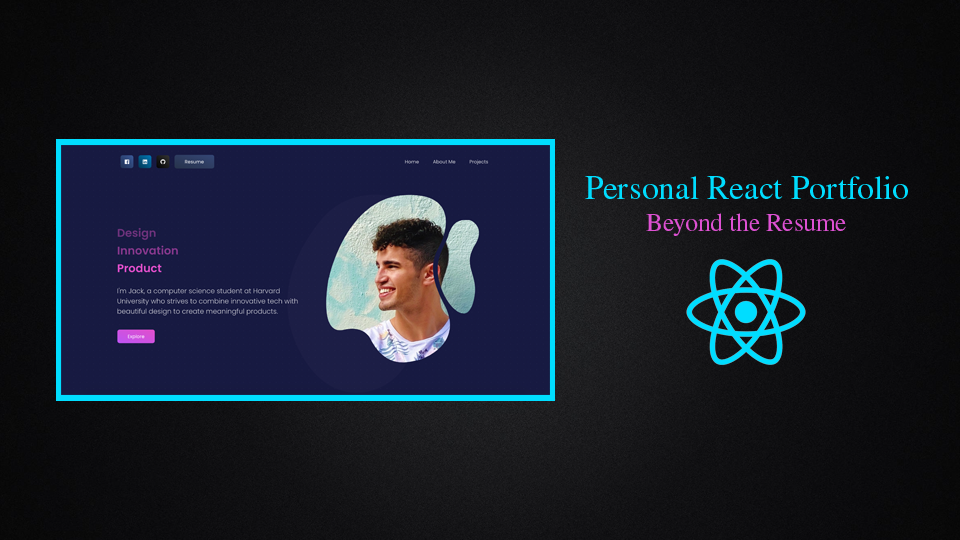 Resume
Home About Me Projects
Design
Innovation
Product
I'm Jack, a computer science student at Harvard
University who strives to combine innovative tech with
beautiful design to create meaningful products.
Explore
Personal React Portfolio
Beyond the Resume